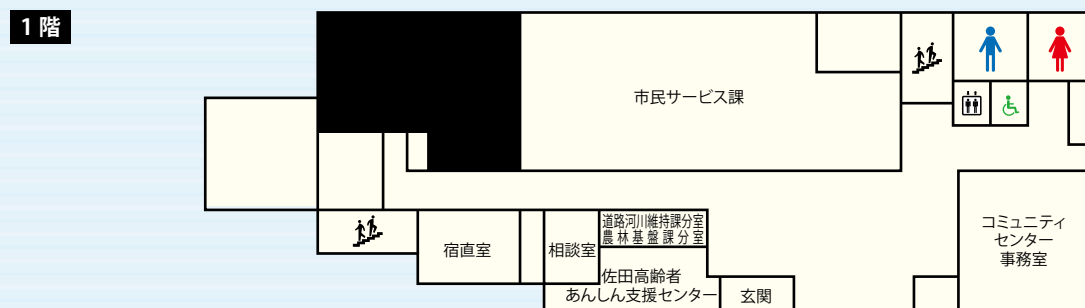 1階
市民サービス課
道路河川維持課分室
農林基盤課分室
宿直室
相談室
コミュニティ
センター
事務室
佐田高齢者
あんしん支援センター
玄関